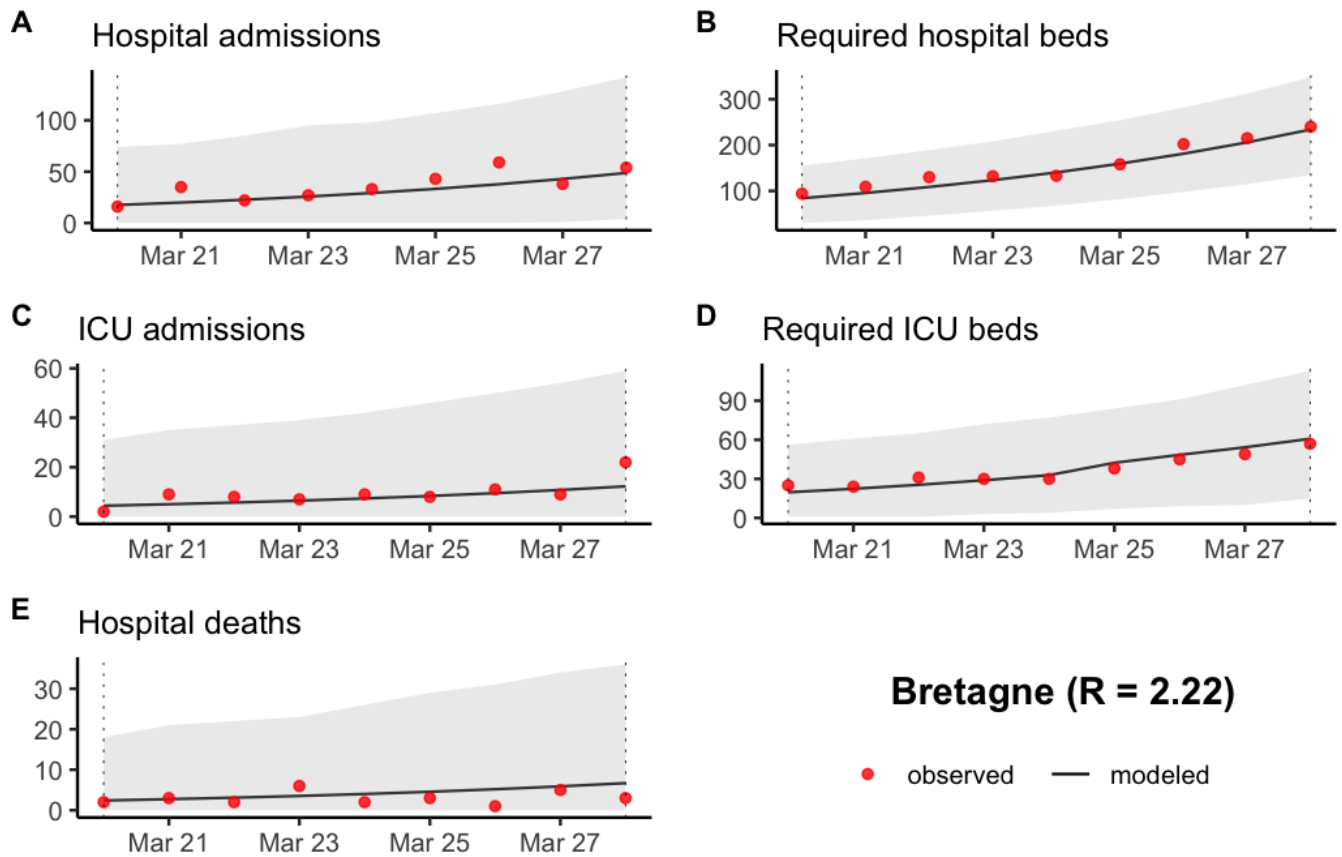 A
Hospital admissions
100
50
0
Mar 21 Mar 23 Mar 25 Mar 27
B
Required hospital beds
300
200
100
Mar 21 Mar 23 Mar 25 Mar 27
C
ICU admissions
60
40
20
0
Mar 21 Mar 23 Mar 25 Mar 27
D
Required ICU beds
90
60
30
0
Mar 21 Mar 23 Mar 25 Mar 27
E
Hospital deaths
30
20
10
0
Mar 21 Mar 23 Mar 25 Mar 27
Bretagne (R = 2.22)
observed modeled